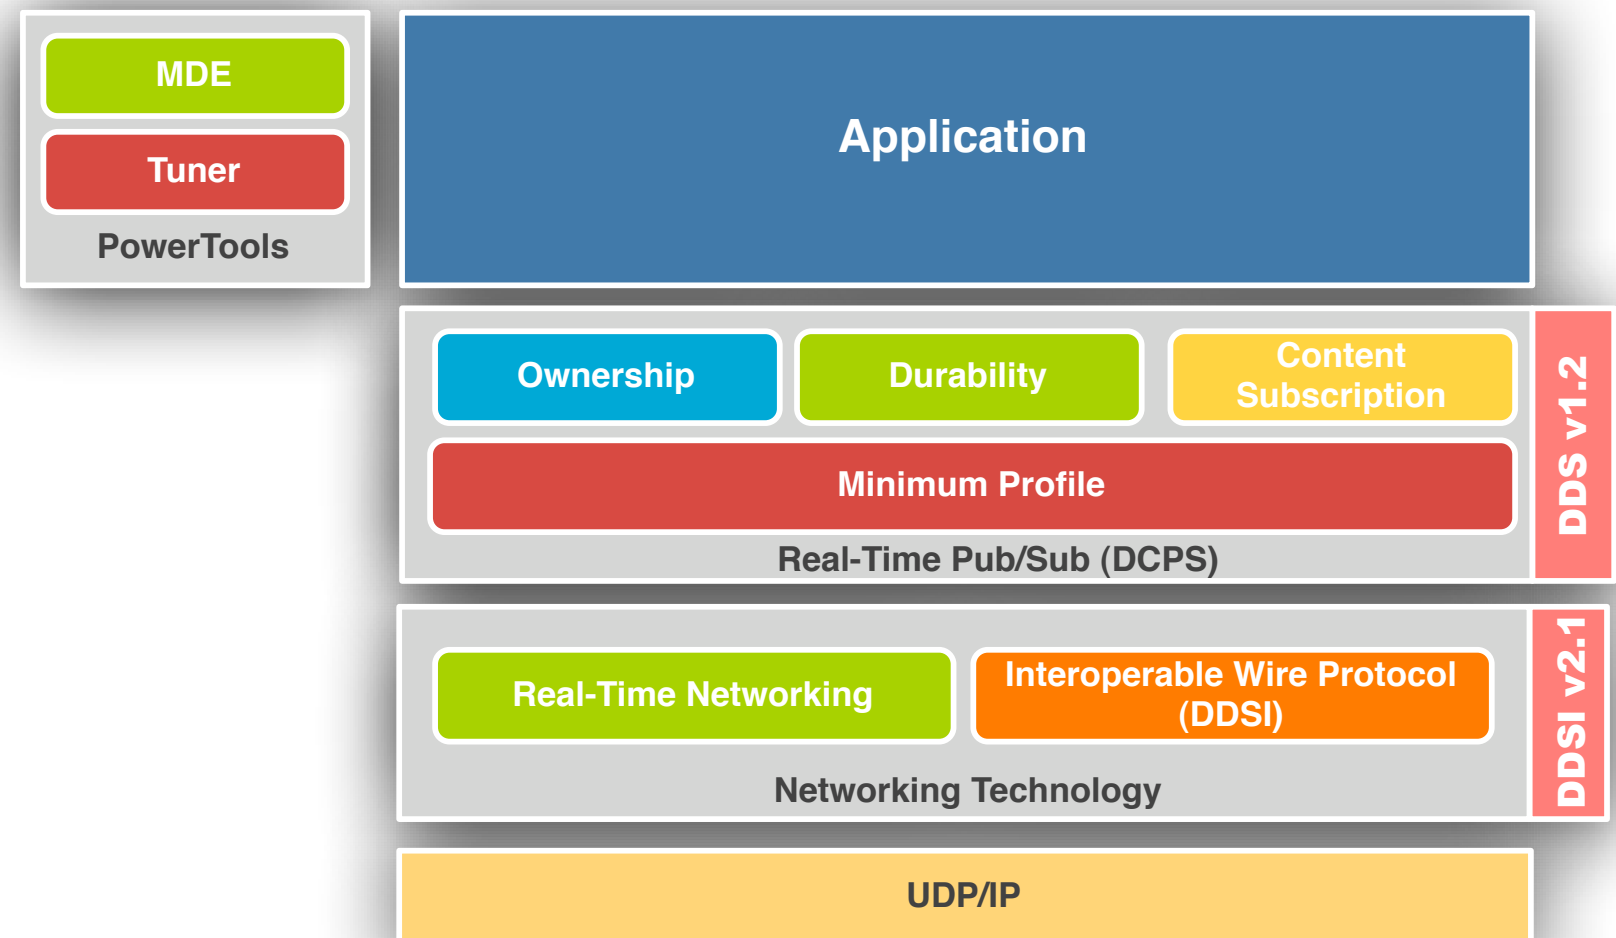 MDE
Tuner
PowerTools
Application
Ownership
Durability
Content
Subscription
Minimum Profile
Real-Time Pub/Sub (DCPS)
DDS v1.2
Real-Time Networking
Interoperable Wire Protocol
(DDSI)
Networking Technology
DDSI v2.1
UDP/IP